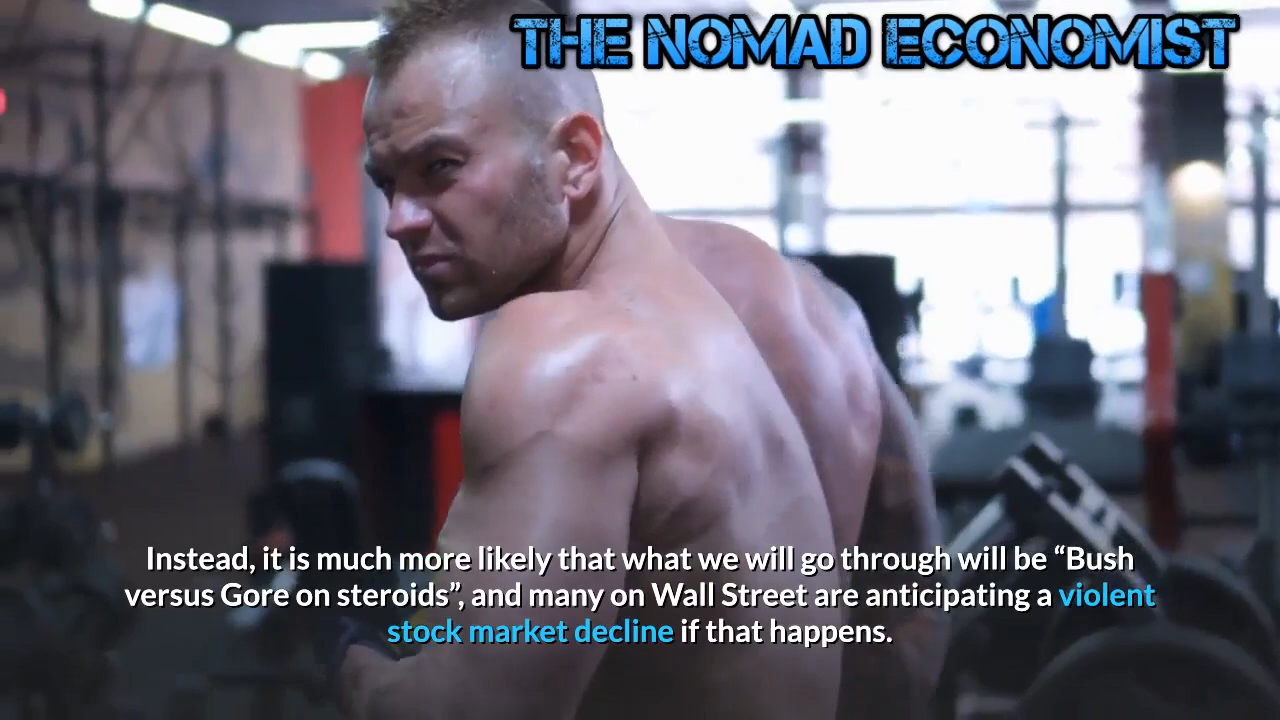 THE NOMAD ECONOMIST
Instead, it is much more likely that what we will go through will be “Bush
versus Gore on steroids”, and many on Wall Street are anticipating a violent
stock market decline if that happens.